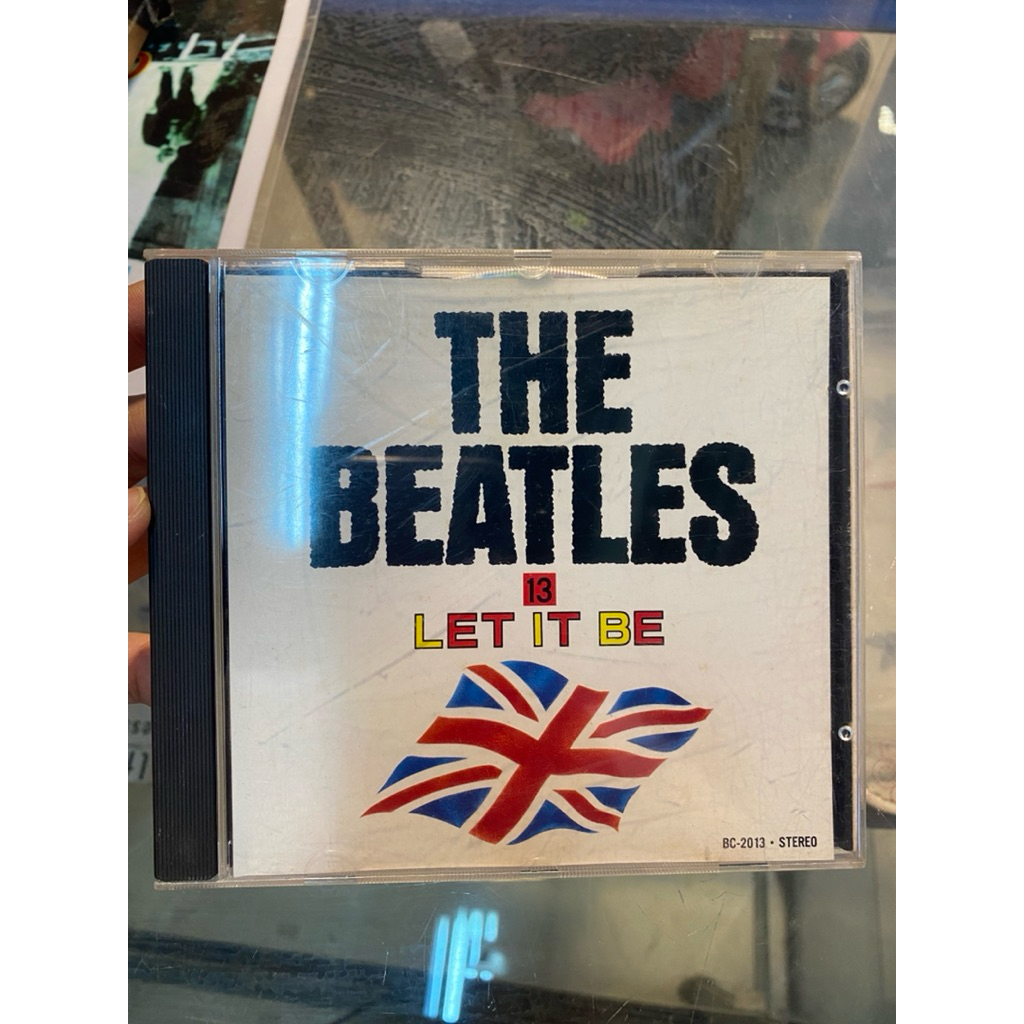 THE
BEATLES
13
LET IT BE
BC-2013 • STEREO